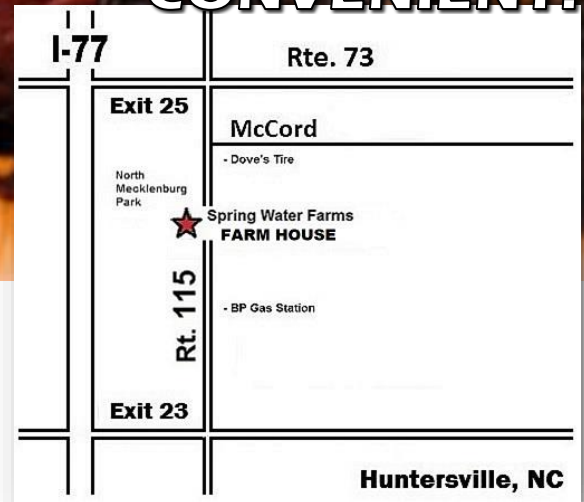 CONVENIENT!
I-77
Rte. 73
Exit 25
McCord
- Dove's Tire
North
Mecklenburg
Park
Spring Water Farms
FARM HOUSE
Rt. 115
- BP Gas Station
Exit 23
Huntersville, NC